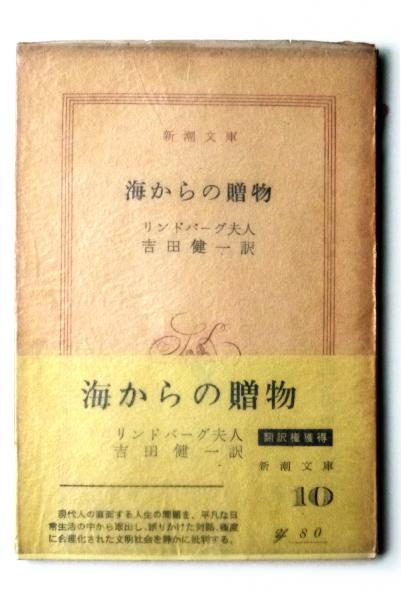 新潮文庫
海からの贈物
リンドバーグ夫人
吉田健一訳
海からの贈物
リンドバーグ夫人
吉田健一訳
翻訳権獲得
新潮文庫
10
¥ 80
現代人の直面する人生の問題を、平凡な日
常生活の中から取出し、語りかけた対話。極度
に合理化された文明社会を静かに批判する。